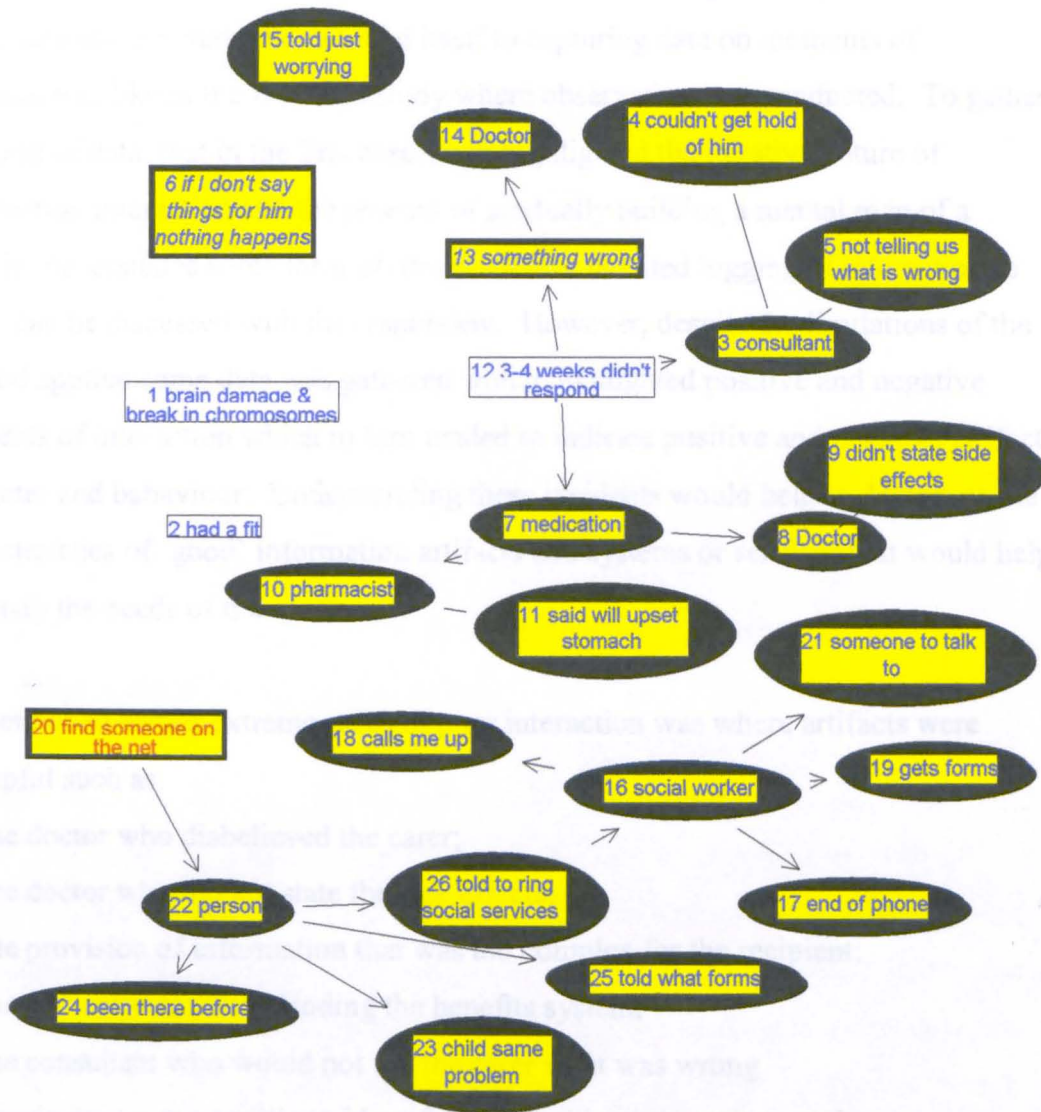 15 told just
worrying
14 Doctor
4 couldn't get hold
of him
6 if I don't say
things for him
nothing happens
13 something wrong
5 not telling us
what is wrong
3 consultant
12 3-4 weeks didn't
respond
1 brain damage &
break in chromosomes
9 didn't state side
effects
2 had a fit
7 medication
8 Doctor
10 pharmacist
11 said will upset
stomach
21 someone to talk
to
20 find someone on
the net
18 calls me up
19 gets forms
16 social worker
26 told to ring
social services
22 person
17 end of phone
25 told what forms
24 been there before
23 child same
problem